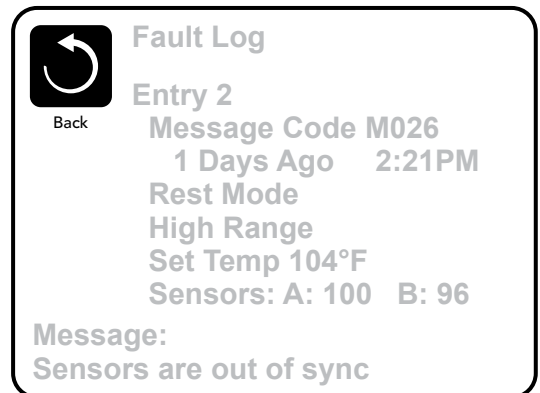 Fault Log
Back
Entry 2
Message Code M026
1 Days Ago 2:21PM
Rest Mode
High Range
Set Temp 104°F
Sensors: A: 100 B: 96
Message:
Sensors are out of sync